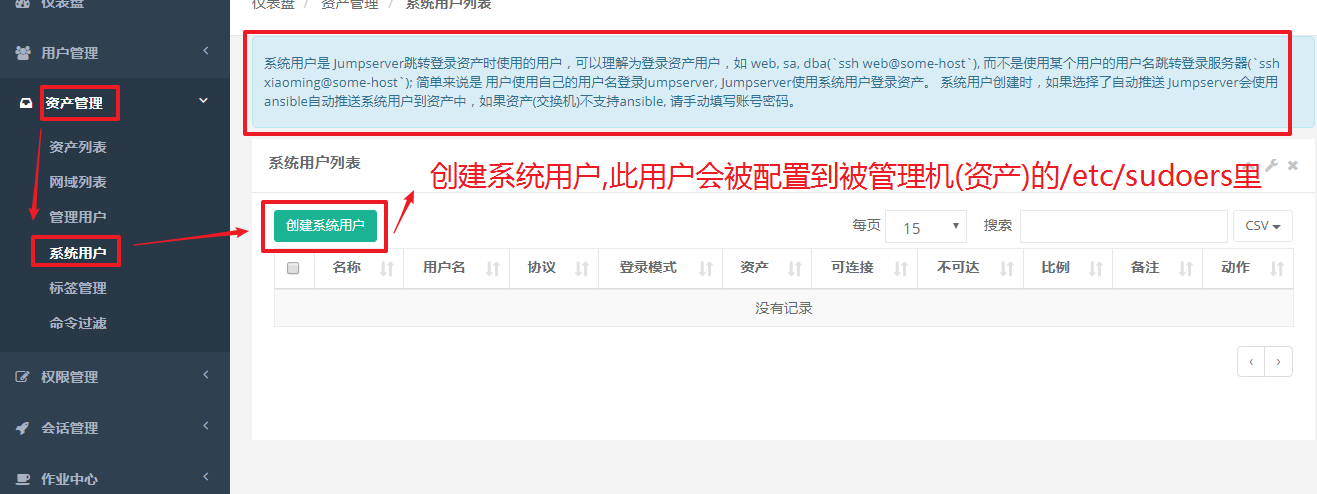 仪表盘
仪表盘 / 资产管理 / 系统用户列表
用户管理
资产管理
资产列表
网域列表
管理用户
系统用户
标签管理
命令过滤
权限管理
会话管理
作业中心
系统用户是 Jumpserver跳转登录资产时使用的用户，可以理解为登录资产用户，如 web, sa, dba(`ssh web@some-host`), 而不是使用某个用户的用户名跳转登录服务器(`ssh
xiaoming@some-host`); 简单来说是 用户使用自己的用户名登录Jumpserver, Jumpserver使用系统用户登录资产。 系统用户创建时，如果选择了自动推送 Jumpserver会使用
ansible自动推送系统用户到资产中，如果资产(交换机)不支持ansible, 请手动填写账号密码。
系统用户列表
创建系统用户,此用户会被配置到被管理机(资产)的/etc/sudoers里
创建系统用户
每页 15 搜索 CSV
名称 用户名 协议 登录模式 资产 可连接 不可达 比例 备注 动作
没有记录
‹ ›